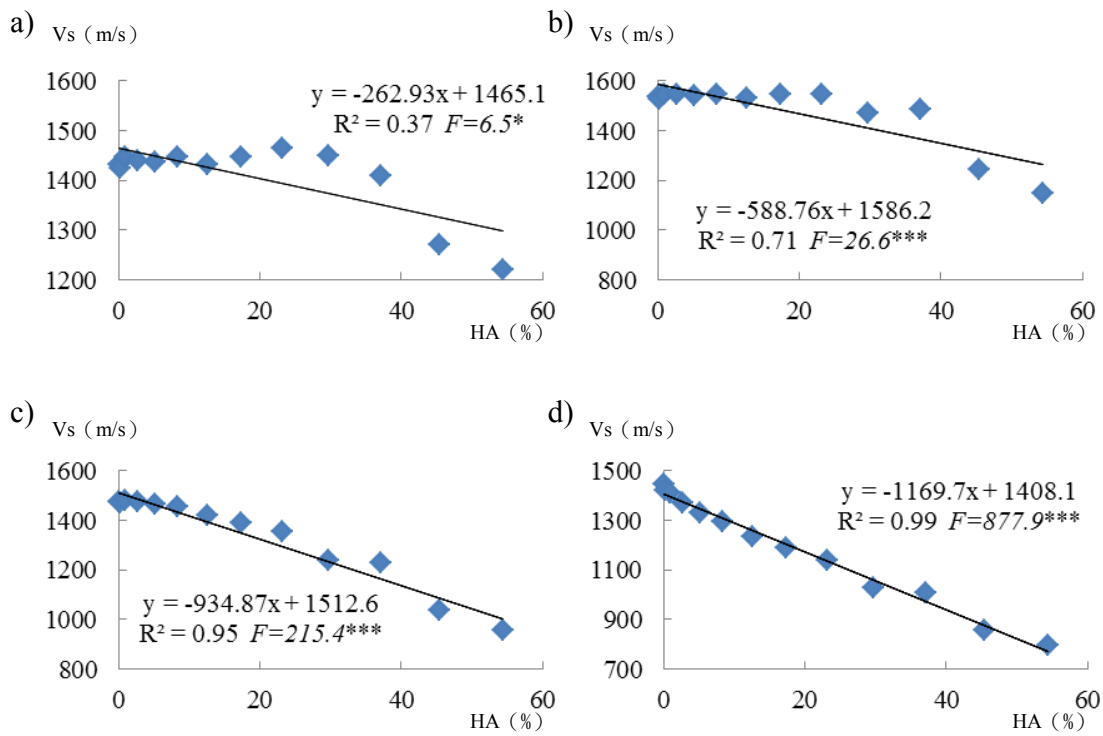 a) Vs（m/s）
1600
1500
1400
1300
1200
y = -262.93x + 1465.1
R² = 0.37 F=6.5*
0 20 40 60
HA（%）
b) Vs（m/s）
1800
1600
1400
1200
1000
800
y = -588.76x + 1586.2
R² = 0.71 F=26.6***
0 20 40 60
HA（%）
c) Vs（m/s）
1600
1400
1200
1000
800
y = -934.87x + 1512.6
R² = 0.95 F=215.4***
0 20 40 60
HA（%）
d) Vs（m/s）
1500
1300
1100
900
700
y = -1169.7x + 1408.1
R² = 0.99 F=877.9***
0 20 40 60
HA（%）